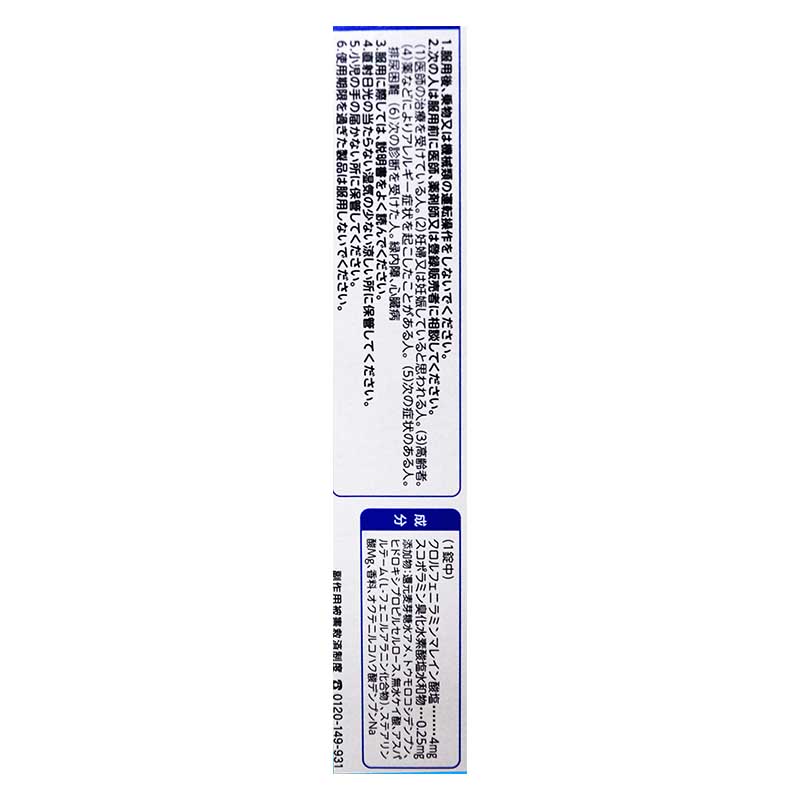 1.服用後、乗物又は機械類の運転操作をしないでください。
2.次の人は服用前に医師、薬剤師又は登録販売者に相談してください。
(1)医師の治療を受けている人。(2)妊婦又は妊娠していると思われる人。(3)高齢者。
(4)薬などによりアレルギー症状を起こしたことがある人。(5)次の症状のある人。
排尿困難 (6)次の診断を受けた人。緑内障、心臓病
3.服用に際しては、説明書をよく読んでください。
4.直射日光の当たらない湿気の少ない涼しい所に保管してください。
5.小児の手の届かない所に保管してください。
6.使用期限を過ぎた製品は服用しないでください。
成分
(1錠中)
クロルフェニラミンマレイン酸塩……4mg
スコポラミン臭化水素酸塩水和物…0.25mg
添加物:還元麦芽糖水アメ、トウモロコシデンプン、
ヒドロキシプロピルセルロース、無水ケイ酸、アスパ
ルテーム(L-フェニルアラニン化合物)、ステアリン
酸Mg、香料、オクテニルコハク酸デンプンNa
副作用被害救済制度 ☎0120-149-931